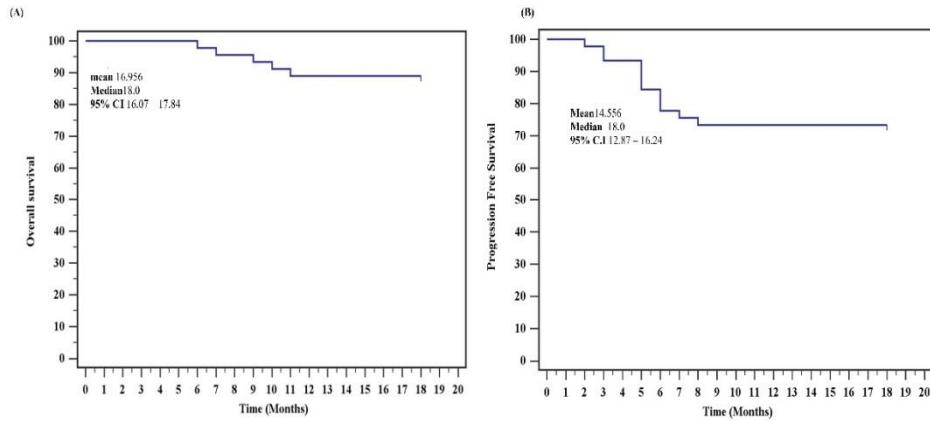 (A)
100
90
80
70
60
50
40
30
20
10
0
Overall survival
mean 16.956
Median18.0
95% CI 16.07 17.84
0 1 2 3 4 5 6 7 8 9 10 11 12 13 14 15 16 17 18 19 20
Time (Months)
(B)
100
90
80
70
60
50
40
30
20
10
0
Progression Free Survival
Mean14.556
Median 18.0
95% C.I 12.87 – 16.24
0 1 2 3 4 5 6 7 8 9 10 11 12 13 14 15 16 17 18 19 20
Time (Months)